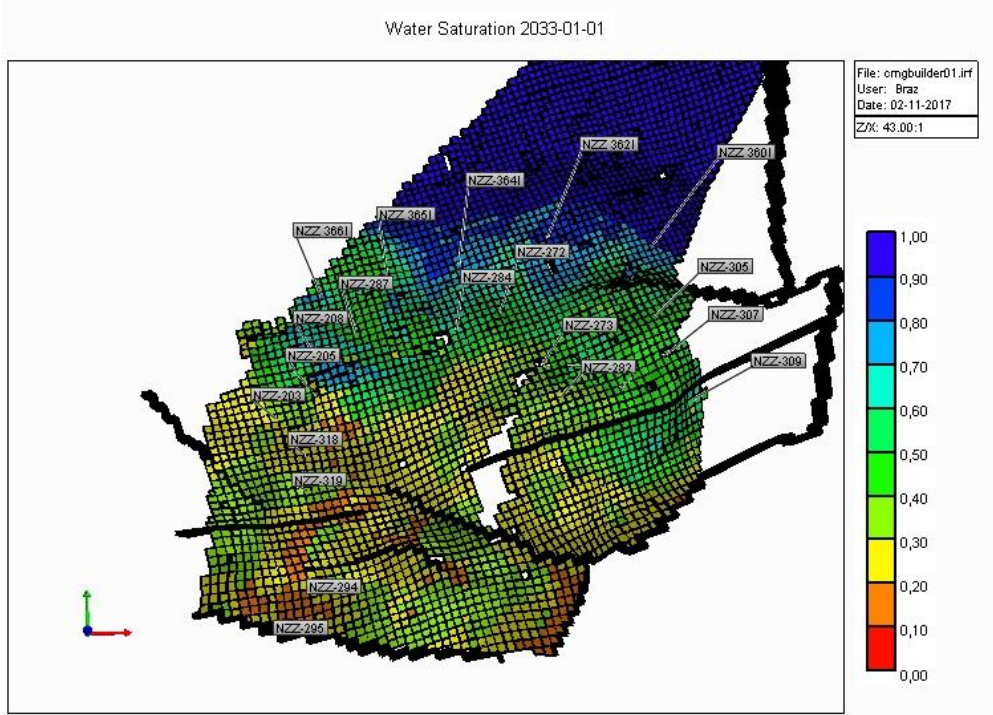 Water Saturation 2033-01-01
File: cmgbuilder01.irf
User: Braz
Date: 02-11-2017
Z/X: 43.00:1
NZZ 362I
NZZ 360I
NZZ-364I
NZZ 365I
NZZ 366I
NZZ-272
NZZ-305
NZZ-284
NZZ-287
NZZ-307
NZZ-208
NZZ-273
NZZ-205
NZZ-309
NZZ-282
NZZ-203
NZZ-318
NZZ-319
NZZ-294
NZZ-295
1,00
0,90
0,80
0,70
0,60
0,50
0,40
0,30
0,20
0,10
0,00